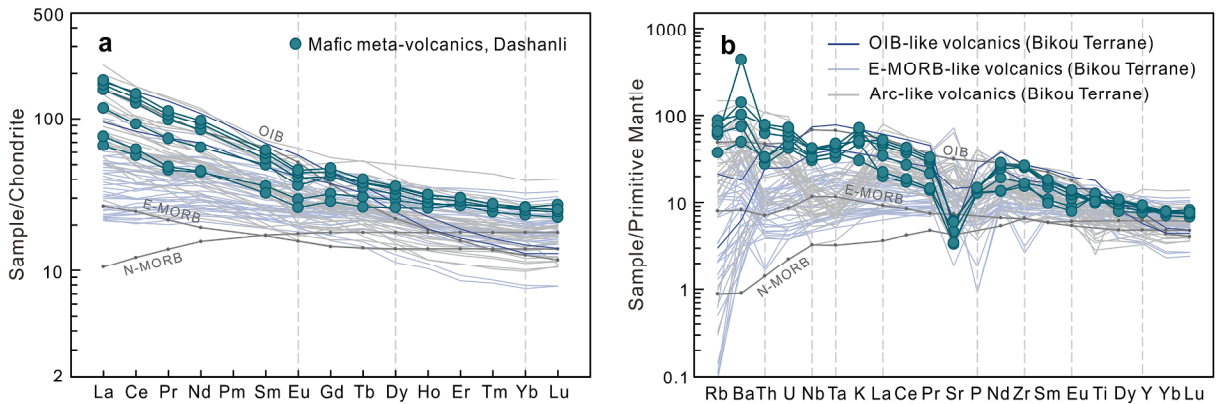 500
100
10
2
Sample/Chondrite
a
Mafic meta-volcanics, Dashanli
OIB
E-MORB
N-MORB
La Ce Pr Nd Pm Sm Eu Gd Tb Dy Ho Er Tm Yb Lu
1000
100
10
1
0.1
Sample/Primitive Mantle
b
OIB-like volcanics (Bikou Terrane)
E-MORB-like volcanics (Bikou Terrane)
Arc-like volcanics (Bikou Terrane)
OIB
E-MORB
N-MORB
Rb Ba Th U Nb Ta K La Ce Pr Sr P Nd Zr Sm Eu Ti Dy Y Yb Lu